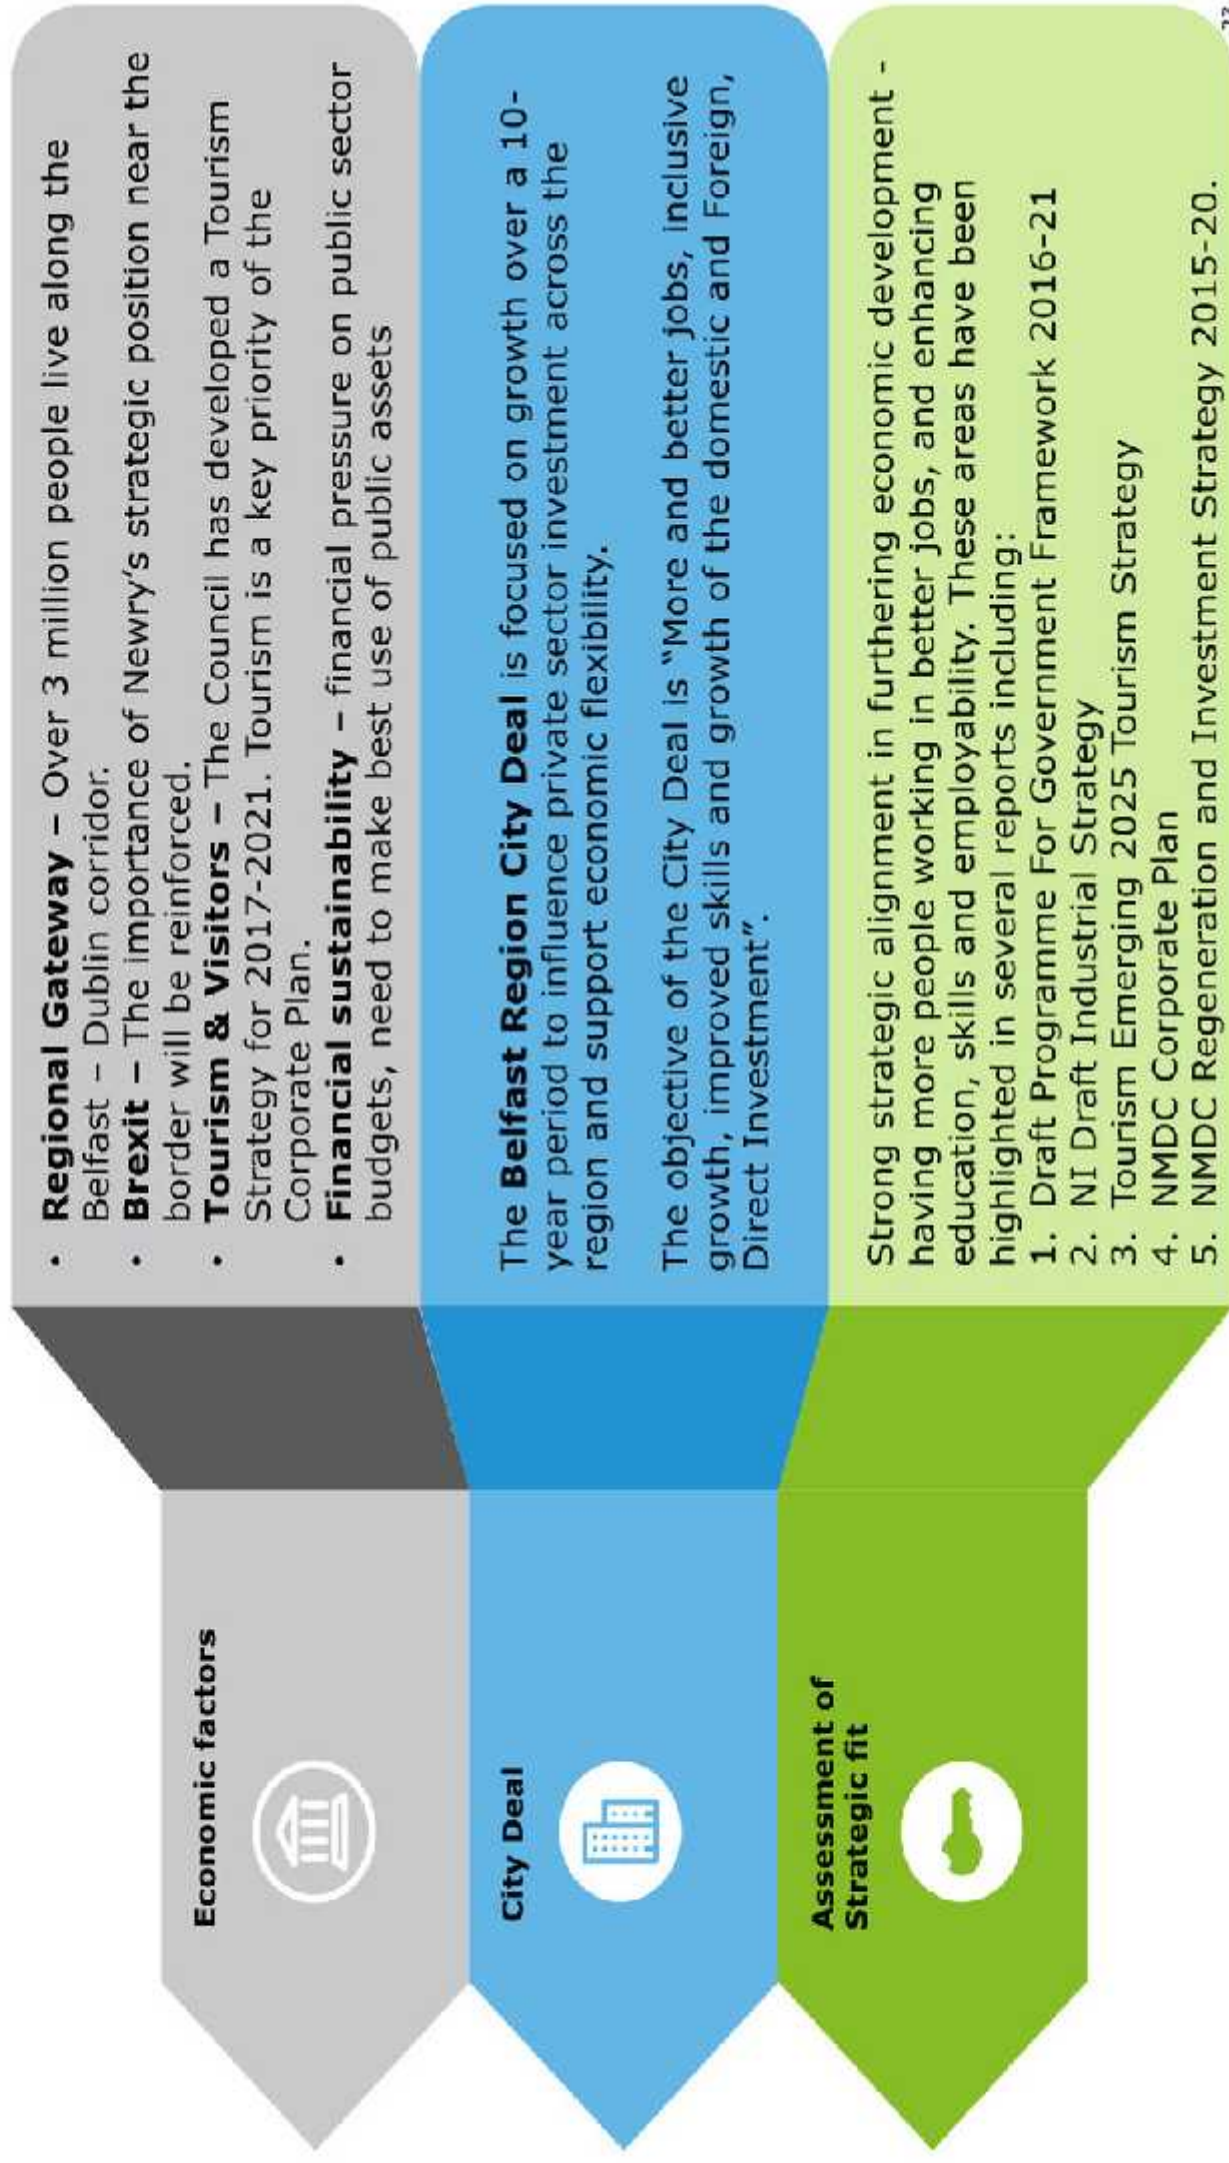 Economic factors
• Regional Gateway – Over 3 million people live along the
Belfast – Dublin corridor.
• Brexit – The importance of Newry's strategic position near the
border will be reinforced.
• Tourism & Visitors – The Council has developed a Tourism
Strategy for 2017-2021. Tourism is a key priority of the
Corporate Plan.
• Financial sustainability – financial pressure on public sector
budgets, need to make best use of public assets
City Deal
The Belfast Region City Deal is focused on growth over a 10-
year period to influence private sector investment across the
region and support economic flexibility.
The objective of the City Deal is "More and better jobs, inclusive
growth, improved skills and growth of the domestic and Foreign,
Direct Investment".
Assessment of
Strategic fit
Strong strategic alignment in furthering economic development -
having more people working in better jobs, and enhancing
education, skills and employability. These areas have been
highlighted in several reports including:
1. Draft Programme For Government Framework 2016-21
2. NI Draft Industrial Strategy
3. Tourism Emerging 2025 Tourism Strategy
4. NMDC Corporate Plan
5. NMDC Regeneration and Investment Strategy 2015-20.